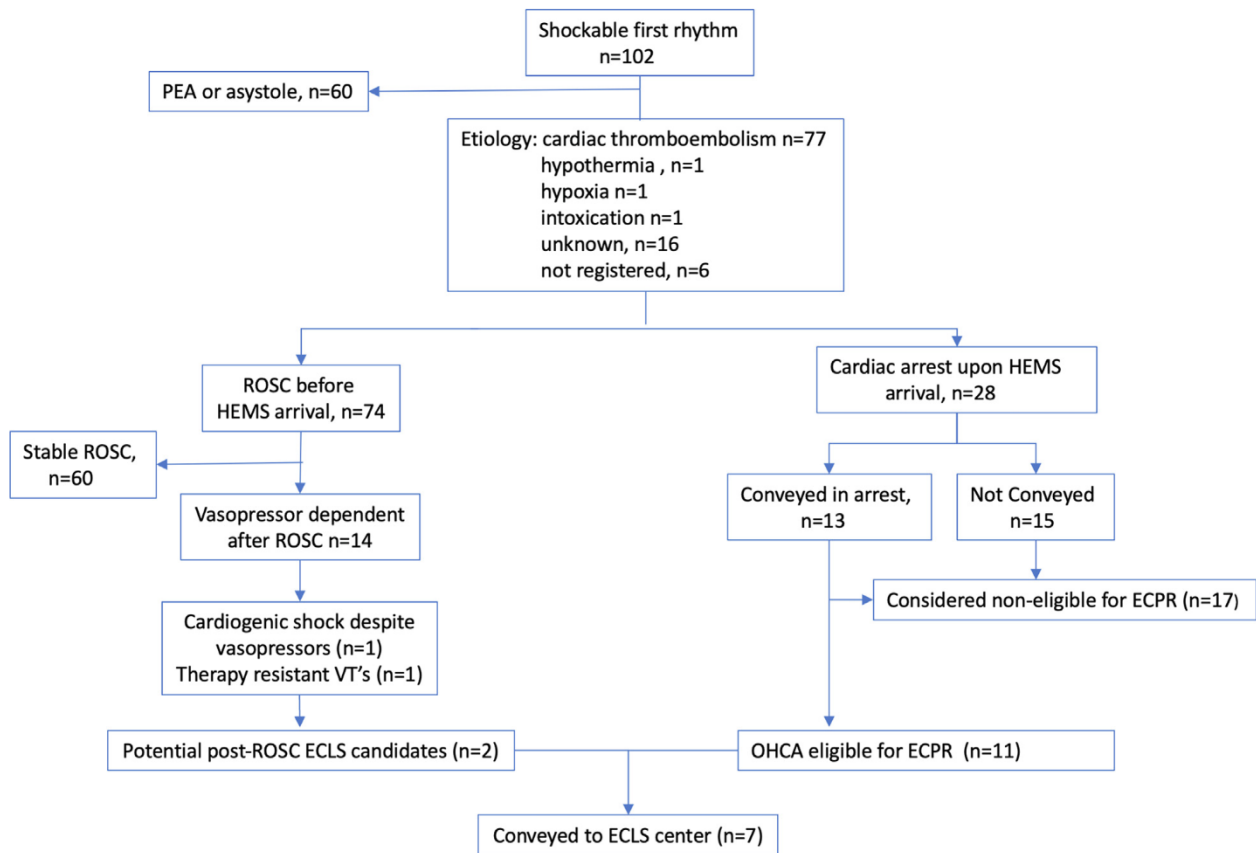 Shockable first rhythm
n=102
PEA or asystole, n=60
Etiology: cardiac thromboembolism n=77
hypothermia , n=1
hypoxia n=1
intoxication n=1
unknown, n=16
not registered, n=6
ROSC before
HEMS arrival, n=74
Cardiac arrest upon HEMS
arrival, n=28
Stable ROSC,
n=60
Conveyed in arrest,
n=13
Not Conveyed
n=15
Vasopressor dependent
after ROSC n=14
Considered non-eligible for ECPR (n=17)
Cardiogenic shock despite
vasopressors (n=1)
Therapy resistant VT’s (n=1)
Potential post-ROSC ECLS candidates (n=2)
OHCA eligible for ECPR (n=11)
Conveyed to ECLS center (n=7)